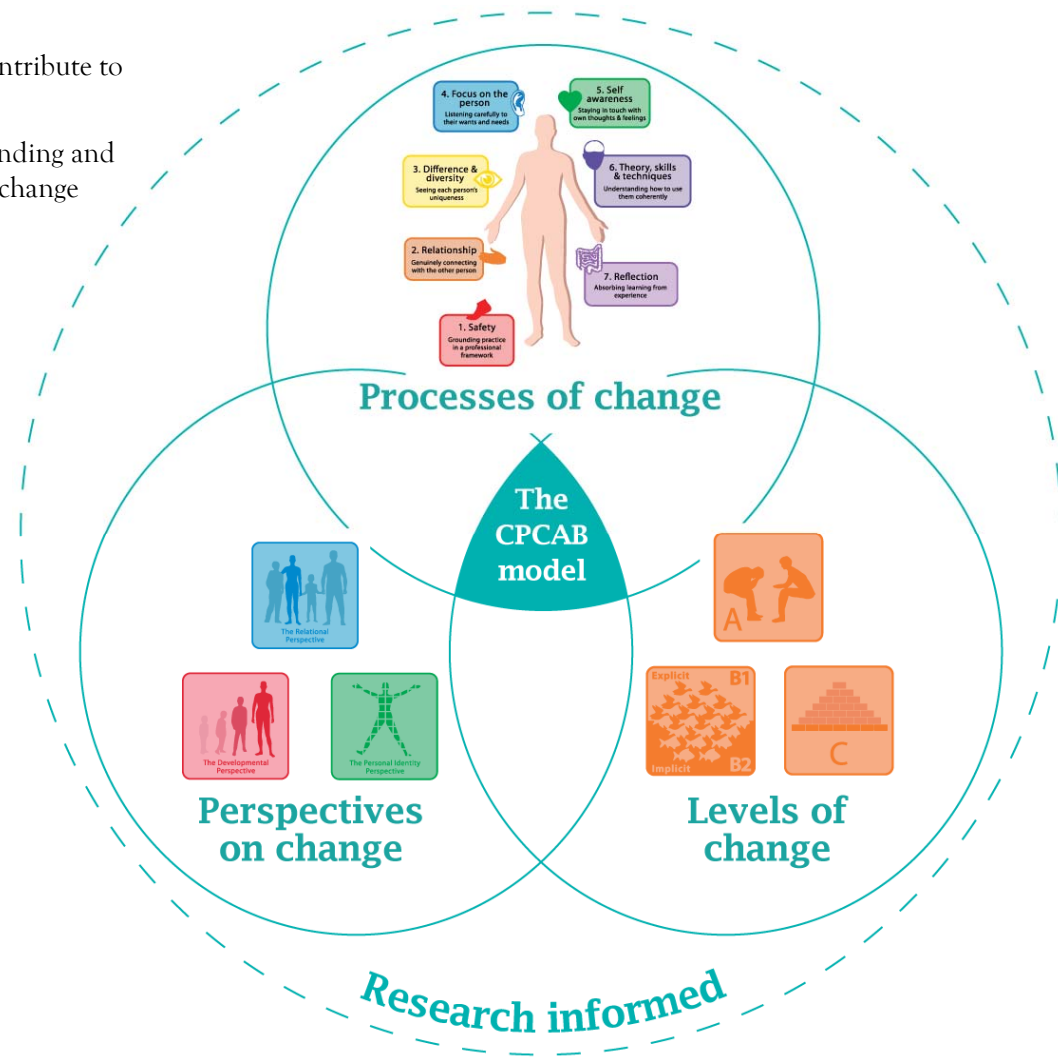 ntribute to
nding and
change
4. Focus on the
person
Listening carefully to
their wants and needs
5. Self
awareness
Staying in touch with
own thoughts & feelings
3. Difference &
diversity
Seeing each person's
uniqueness
6. Theory, skills
& techniques
Understanding how to use
them coherently
2. Relationship
Genuinely connecting
with the other person
7. Reflection
Absorbing learning from
experience
1. Safety
Grounding practice
in a professional
framework
Processes of change
The
CPCAB
model
The Relational
Perspective
A
The Developmental
Perspective
The Personal Identity
Perspective
Explicit B1
Implicit B2
C
Perspectives
on change
Levels of
change
Research informed